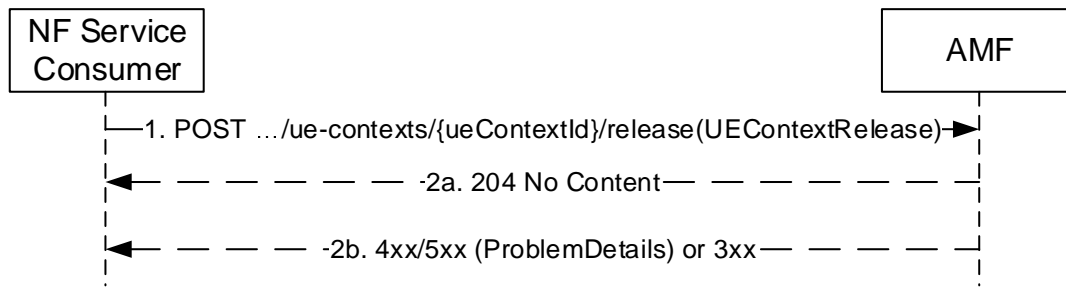 NF Service
Consumer
AMF
1. POST …/ue-contexts/{ueContextId}/release(UEContextRelease)
2a. 204 No Content
2b. 4xx/5xx (ProblemDetails) or 3xx